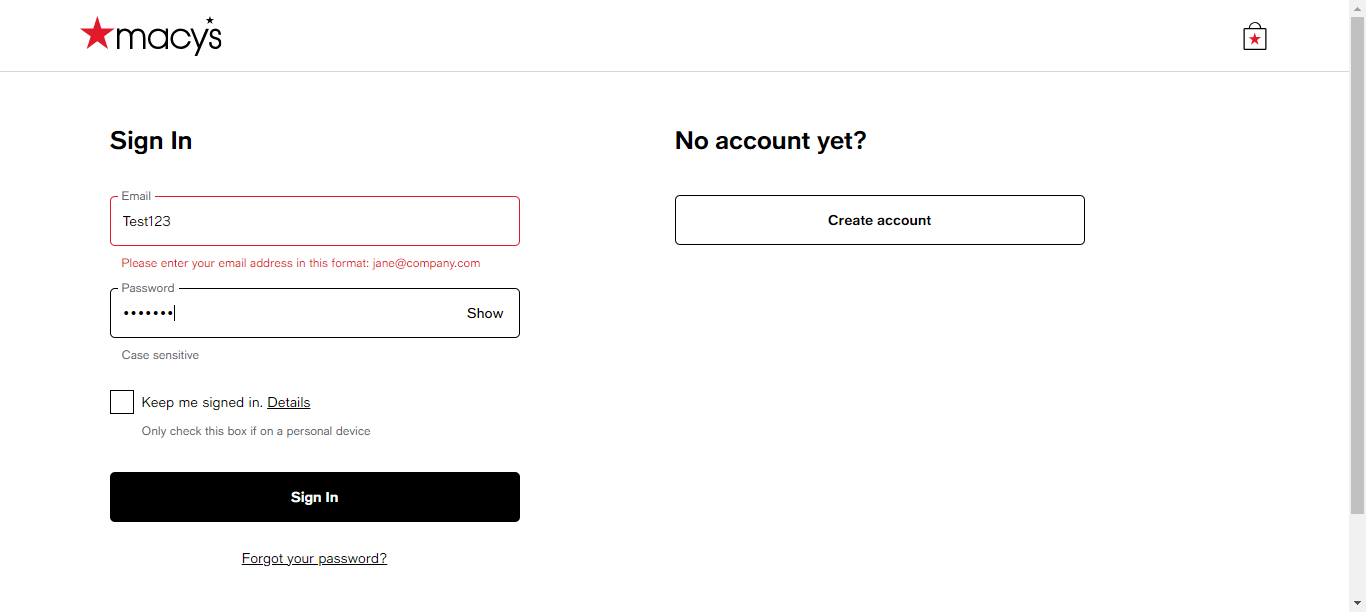 macy's
Sign In
Email
Test123
Please enter your email address in this format: jane@company.com
Password
•••••••
Show
Case sensitive
Keep me signed in. Details
Only check this box if on a personal device
Sign In
Forgot your password?
No account yet?
Create account